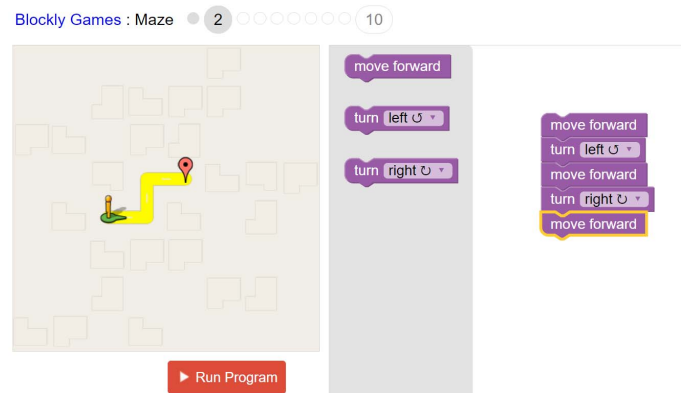 Blockly Games : Maze 2 10
move forward
turn left ↺ ▼
turn right ↻ ▼
move forward
turn left ↺ ▼
move forward
turn right ↻ ▼
move forward
Run Program